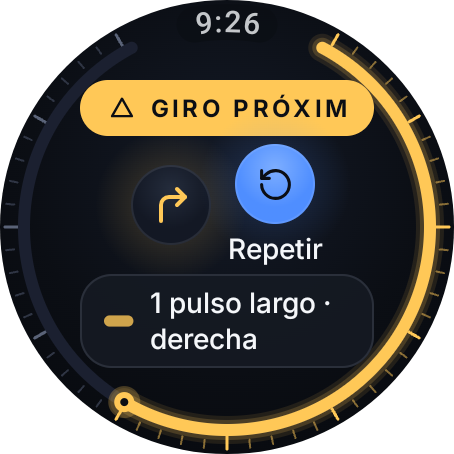 9:26
GIRO PRÓXIM
Repetir
1 pulso largo ·
derecha